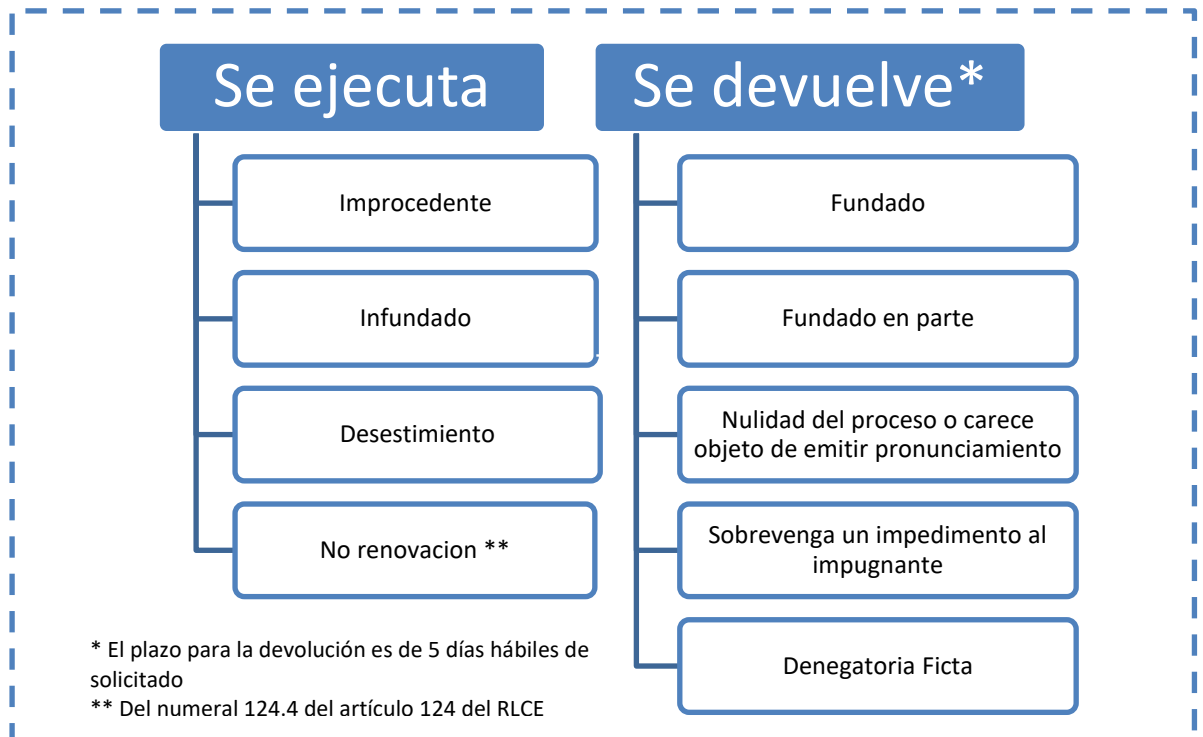 Se ejecuta
Improcedente
Infundado
Desestimiento
No renovacion **
Se devuelve*
Fundado
Fundado en parte
Nulidad del proceso o carece
objeto de emitir pronunciamiento
Sobrevenga un impedimento al
impugnante
Denegatoria Ficta
* El plazo para la devolución es de 5 días hábiles de
solicitado
** Del numeral 124.4 del artículo 124 del RLCE